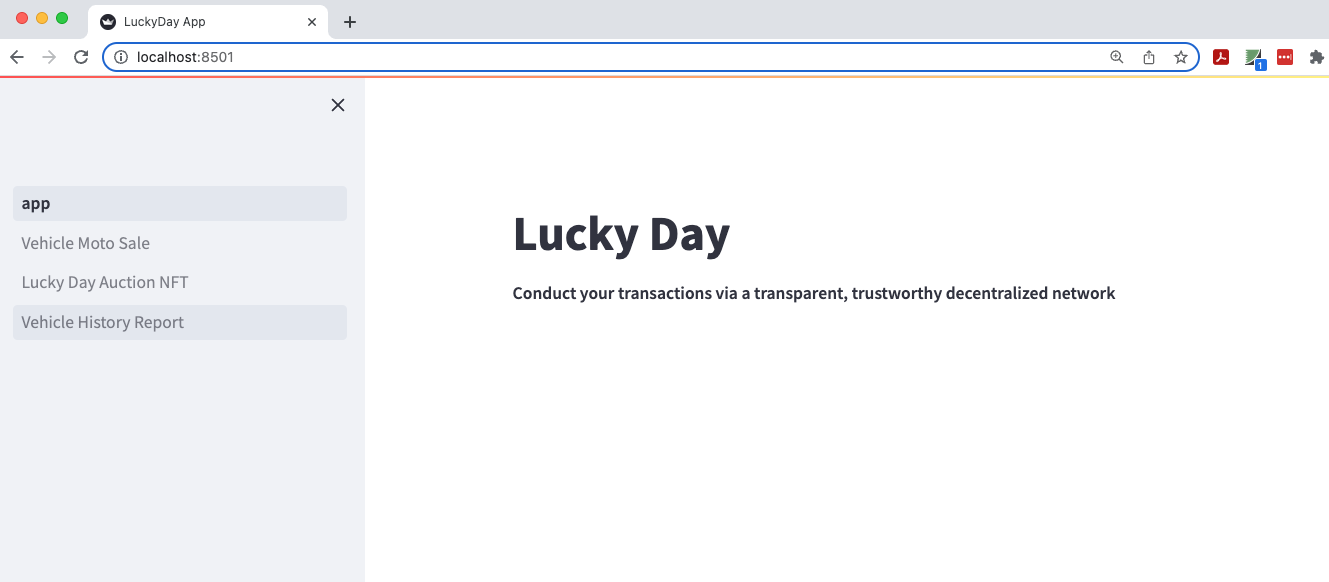 LuckyDay App
localhost:8501
1
app
Vehicle Moto Sale
Lucky Day Auction NFT
Vehicle History Report
Lucky Day
Conduct your transactions via a transparent, trustworthy decentralized network